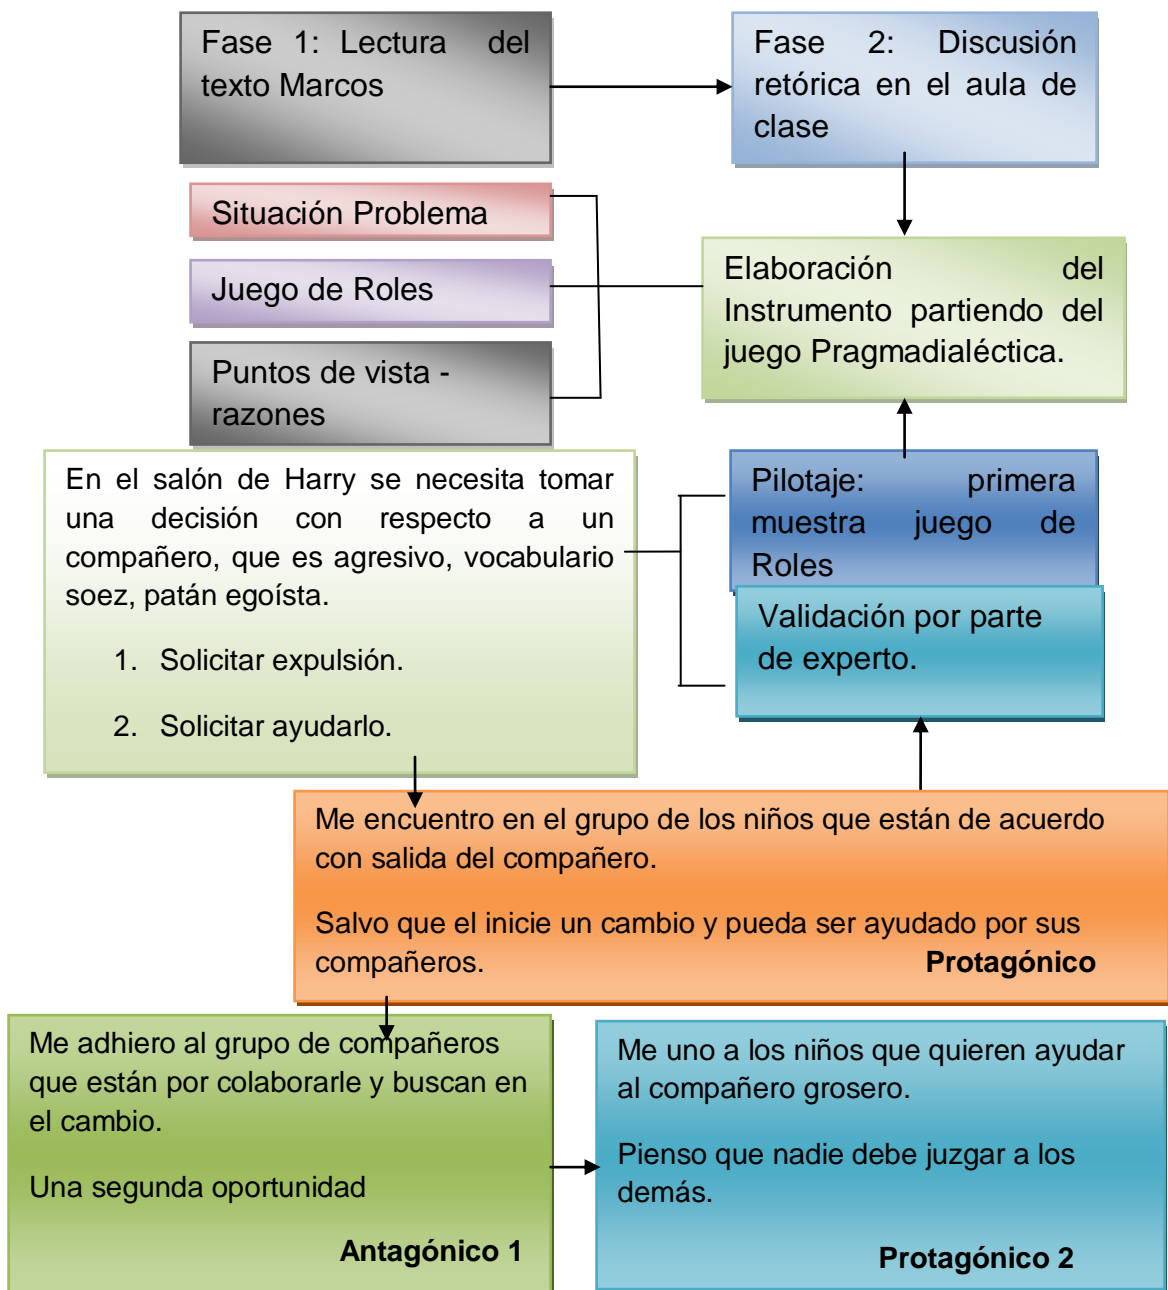 Fase 1: Lectura del
texto Marcos
Fase 2: Discusión
retórica en el aula de
clase
Situación Problema
Juego de Roles
Puntos de vista -
razones
Elaboración del
Instrumento partiendo del
juego Pragmadialéctica.
En el salón de Harry se necesita tomar
una decisión con respecto a un
compañero, que es agresivo, vocabulario
soez, patán egoísta.
1. Solicitar expulsión.
2. Solicitar ayudarlo.
Pilotaje: primera
muestra juego de
Roles
Validación por parte
de experto.
Me encuentro en el grupo de los niños que están de acuerdo
con salida del compañero.
Salvo que el inicie un cambio y pueda ser ayudado por sus
compañeros. Protagónico
Me adhiero al grupo de compañeros
que están por colaborarle y buscan en
el cambio.
Una segunda oportunidad
Antagónico 1
Me uno a los niños que quieren ayudar
al compañero grosero.
Pienso que nadie debe juzgar a los
demás.
Protagónico 2